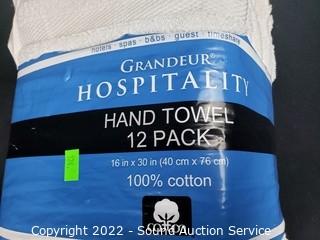 hotels - spas - b&bs - guest - timeshare
GRANDEUR®
HOSPITALITY
HAND TOWEL
12 PACK
16 in x 30 in (40 cm x 76 cm)
100% cotton
cotton
Copyright 2022 - Sound Auction Service